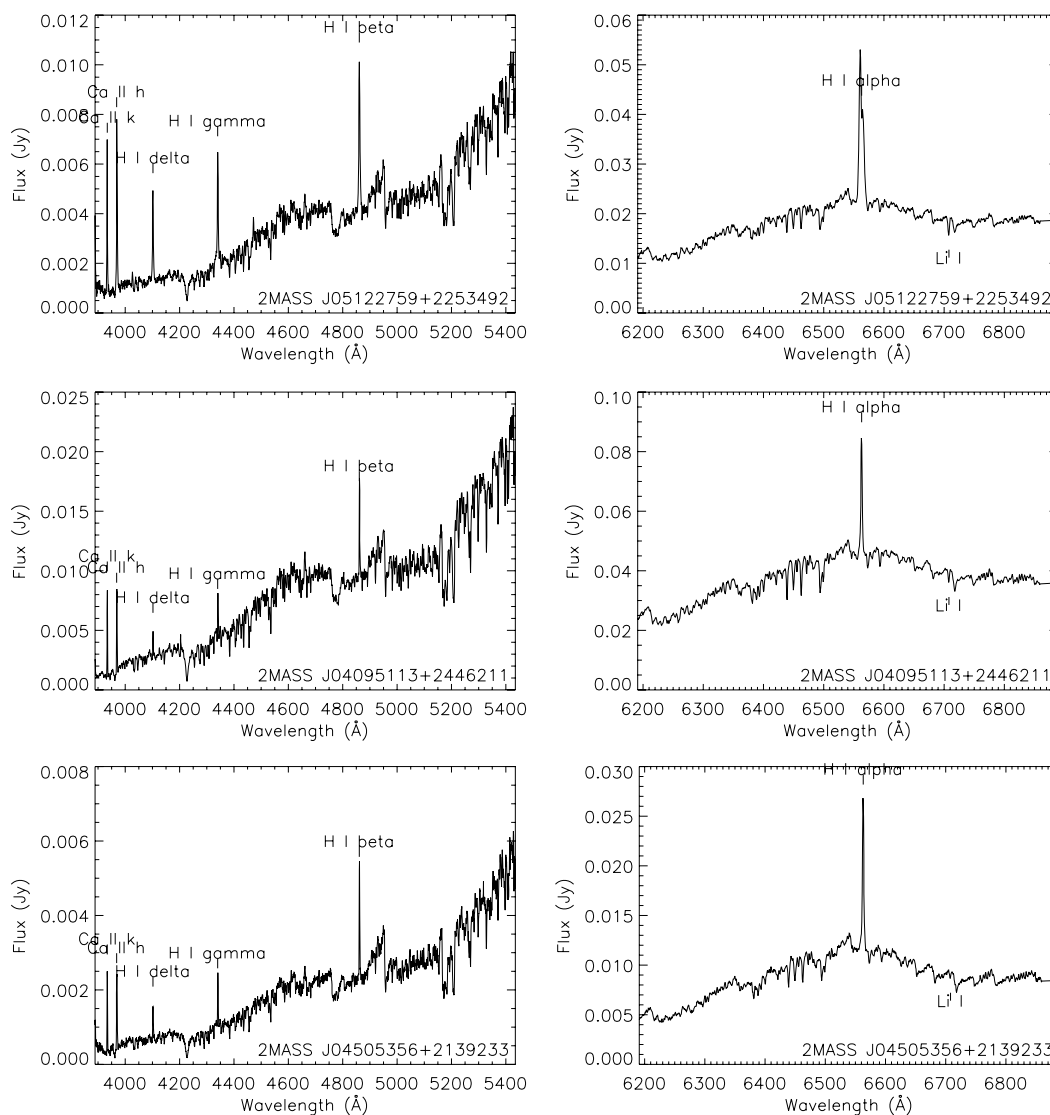 0.012
0.010
0.008
0.006
0.004
0.002
0.000
Flux (Jy)
H I beta
Ca II h
Ca II k
H I gamma
H I delta
2MASS J05122759+2253492
4000 4200 4400 4600 4800 5000 5200 5400
Wavelength (Å)
0.06
0.05
0.04
0.03
0.02
0.01
0.00
Flux (Jy)
H I alpha
Li I
2MASS J05122759+2253492
6200 6300 6400 6500 6600 6700 6800
Wavelength (Å)
0.025
0.020
0.015
0.010
0.005
0.000
Flux (Jy)
H I beta
Ca II k
Ca II h
H I gamma
H I delta
2MASS J04095113+2446211
4000 4200 4400 4600 4800 5000 5200 5400
Wavelength (Å)
0.10
0.08
0.06
0.04
0.02
0.00
Flux (Jy)
H I alpha
Li I
2MASS J04095113+2446211
6200 6300 6400 6500 6600 6700 6800
Wavelength (Å)
0.008
0.006
0.004
0.002
0.000
Flux (Jy)
H I beta
Ca II k
Ca II h
H I gamma
H I delta
2MASS J04505356+2139233
4000 4200 4400 4600 4800 5000 5200 5400
Wavelength (Å)
0.030
0.025
0.020
0.015
0.010
0.005
0.000
Flux (Jy)
H I alpha
Li I
2MASS J04505356+2139233
6200 6300 6400 6500 6600 6700 6800
Wavelength (Å)